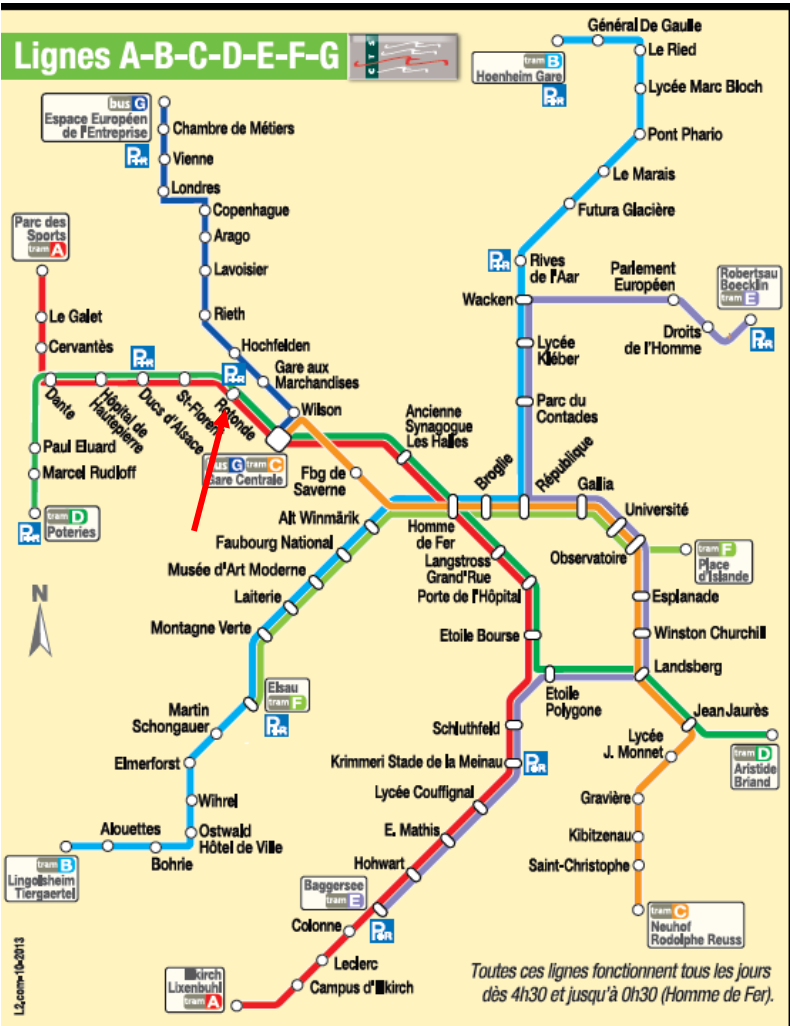 Lignes A-B-C-D-E-F-G
CTS
Général De Gaulle
tram B
Hoenheim Gare
P+R
Le Ried
Lycée Marc Bloch
Pont Phario
Le Marais
Futura Glacière
P+R
Rives
de l'Aar
bus G
Espace Européen
de l'Entreprise
P+R
Chambre de Métiers
Vienne
Londres
Copenhague
Arago
Lavoisier
Rieth
Hochfelden
Gare aux
Marchandises
Wilson
Parc des
Sports
tram A
Le Galet
Cervantès
P+R
P+R
Dante
Hôpital de
Hautepierre
Ducs d'Alsace
St-Florent
Rotonde
Paul Eluard
Marcel Rudloff
P+R
tram D
Poteries
bus G tram C
Gare Centrale
Wacken
Parlement
Européen
Robertsau
Boecklin
tram E
P+R
Droits
de l'Homme
Lycée
Kléber
Parc du
Contades
Ancienne
Synagogue
Les Halles
Fbg de
Saverne
Broglie
République
Gallia
Université
Homme
de Fer
Observatoire
tram F
Place
d'Islande
Alt Winmärik
Faubourg National
Musée d'Art Moderne
Laiterie
Montagne Verte
Langstross
Grand'Rue
Porte de l'Hôpital
Esplanade
Etoile Bourse
Winston Churchill
Landsberg
N
Elsau
tram F
P+R
Etoile
Polygone
Jean Jaurès
Martin
Schongauer
Schluthfeld
Lycée
J. Monnet
tram D
Aristide
Briand
Elmerforst
Krimmeri Stade de la Meinau
P+R
Wihrel
Lycée Couffignal
Gravière
Alouettes
Ostwald
Hôtel de Ville
E. Mathis
Kibitzenau
Bohrie
tram B
Lingolsheim
Tiergaertel
Hohwart
Saint-Christophe
Baggersee
tram E
P+R
Colonne
tram C
Neuhof
Rodolphe Reuss
Leclerc
Campus d'Illkirch
Illkirch
Lixenbuhl
tram A
L2,com-10-2013
Toutes ces lignes fonctionnent tous les jours
dès 4h30 et jusqu'à 0h30 (Homme de Fer).